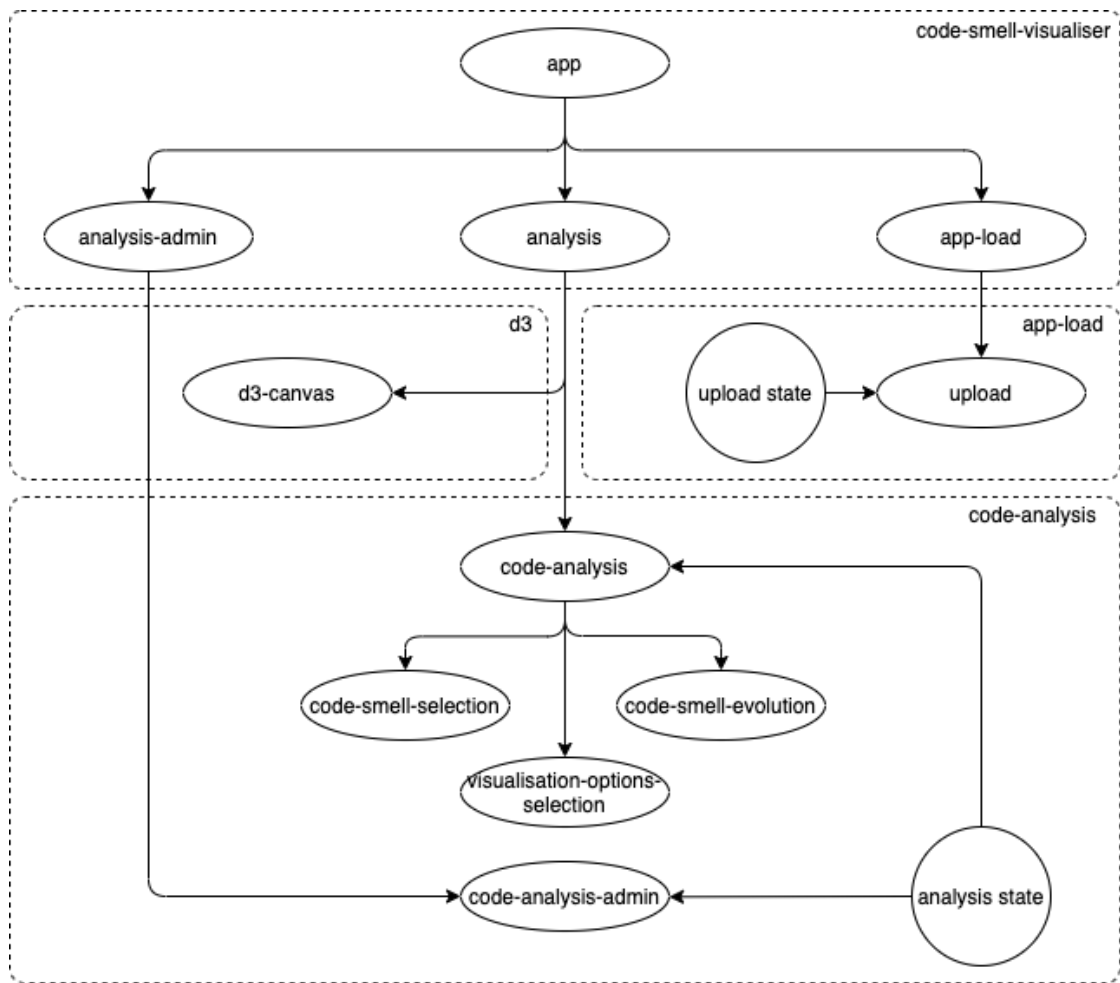 code-smell-visualiser
app
analysis-admin
analysis
app-load
d3
app-load
d3-canvas
upload state
upload
code-analysis
code-analysis
code-smell-selection
code-smell-evolution
visualisation-options-
selection
code-analysis-admin
analysis state